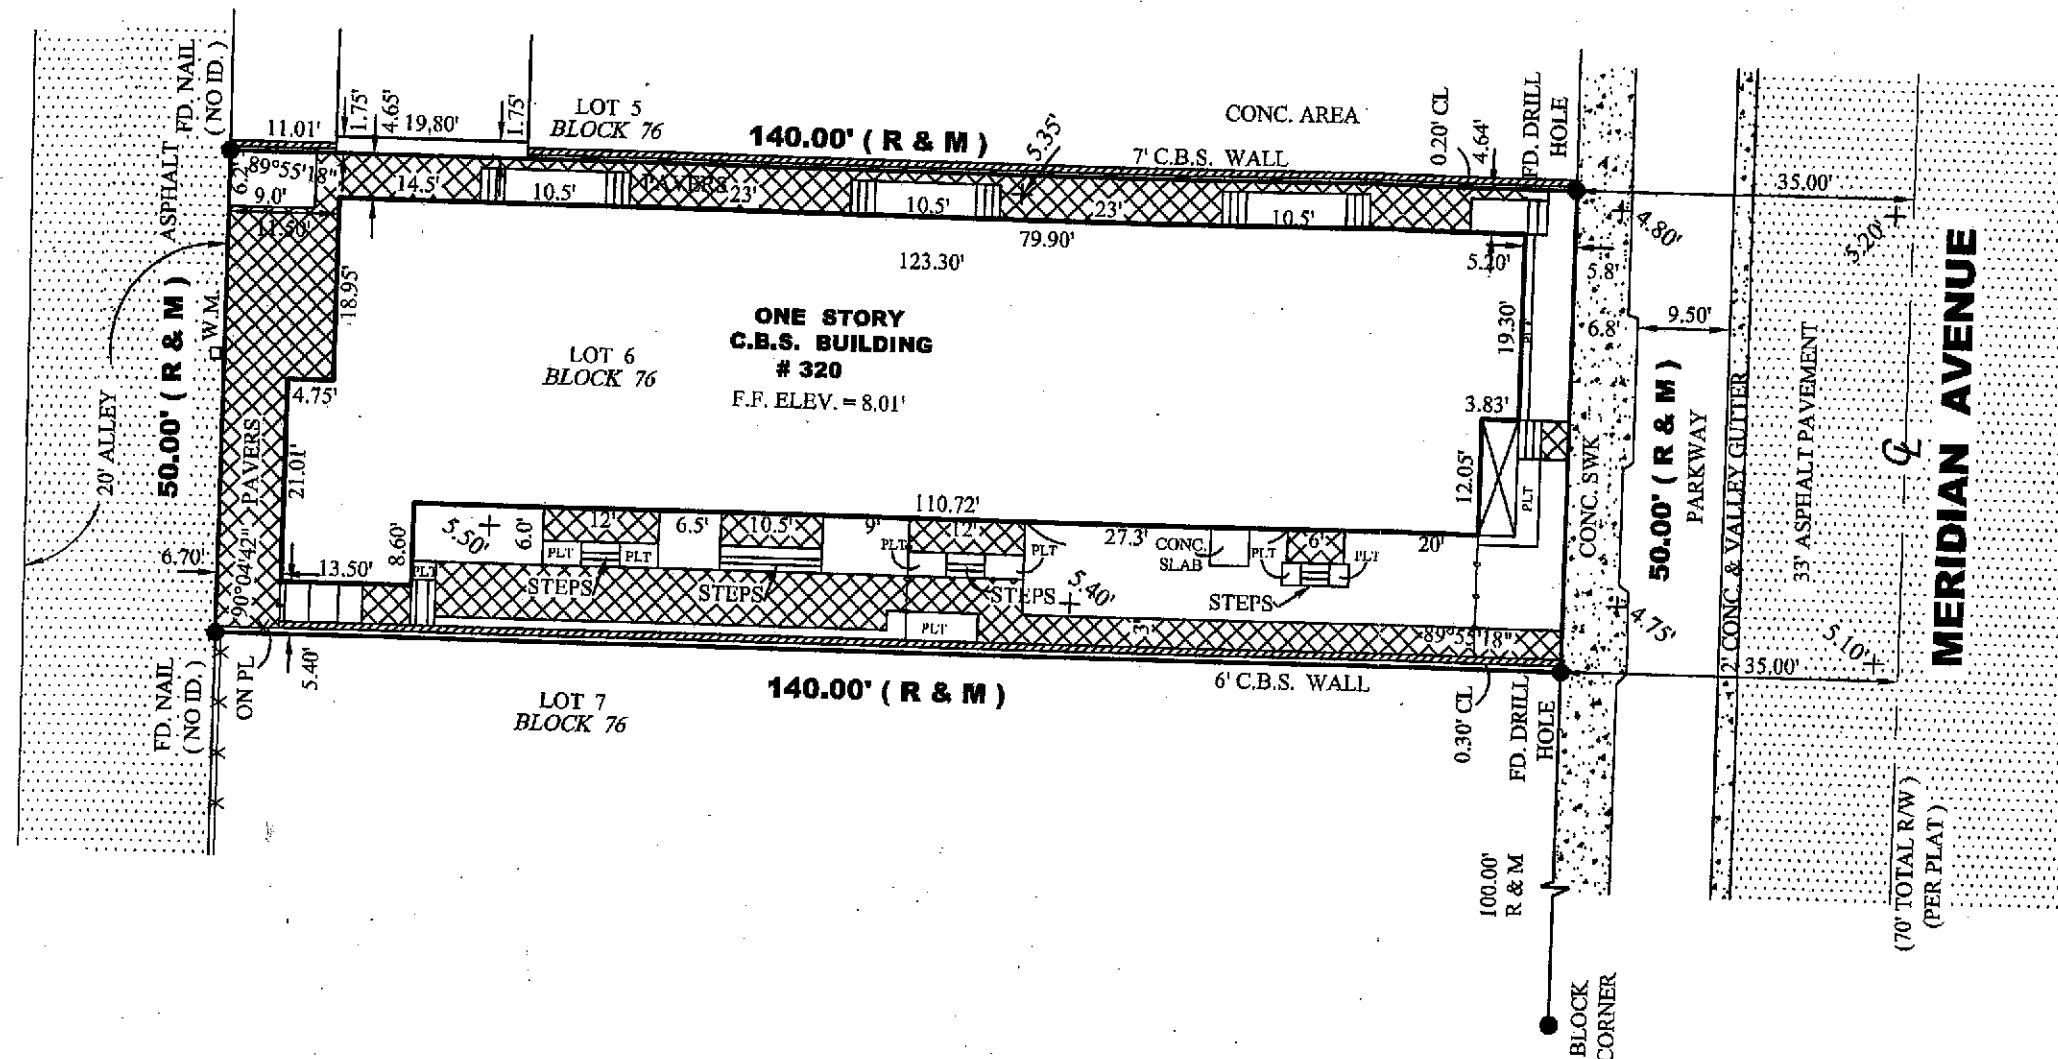 FD. NAIL
( NO ID. )
ASPHALT
11.01'
1.75'
4.65'
19,80'
1.75'
LOT 5
BLOCK 76
140.00' ( R & M )
5.35'
7' C.B.S. WALL
CONC. AREA
0.20' CL
4.64'
FD. DRILL
HOLE
35.00'
6.2'
89°55'18"
9.0'
11.50'
14.5'
10.5'
PAVERS
23'
10.5'
23'
10.5'
79.90'
123.30'
5.20'
5.8'
4.80'
5.20'
50.00' ( R & M )
W.M.
20' ALLEY
18.95'
4.75'
ONE STORY
C.B.S. BUILDING
# 320
F.F. ELEV. = 8.01'
LOT 6
BLOCK 76
19.30'
PLT
6.8'
9.50'
3.83'
12.05'
PLT
CONC. SWK
50.00' ( R & M )
PARKWAY
2' CONC. & VALLEY GUTTER
33' ASPHALT PAVEMENT
MERIDIAN AVENUE
PAVERS
21.01'
90°04'42"
6.70'
13.50'
8.60'
PLT
110.72'
5.50'
6.0'
12'
6.5'
10.5'
9'
12'
27.3'
6'
20'
PLT
PLT
PLT
PLT
CONC.
SLAB
PLT
PLT
STEPS
STEPS
STEPS
5.40'
STEPS
PLT
3'
89°55'18"
4.75'
5.10'
35.00'
FD. NAIL
( NO ID. )
ON PL
5.40'
LOT 7
BLOCK 76
140.00' ( R & M )
6' C.B.S. WALL
0.30' CL
FD. DRILL
HOLE
100.00'
R & M
(70' TOTAL R/W )
(PER PLAT )
BLOCK
CORNER